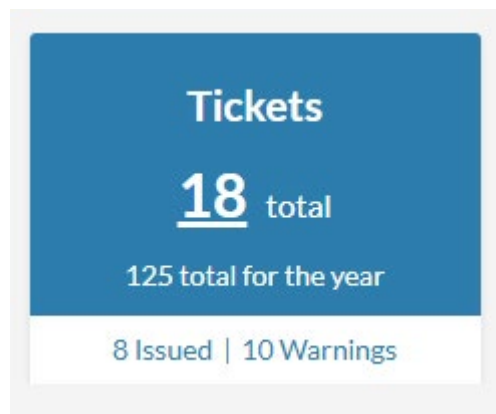 Tickets
18 total
125 total for the year
8 Issued | 10 Warnings